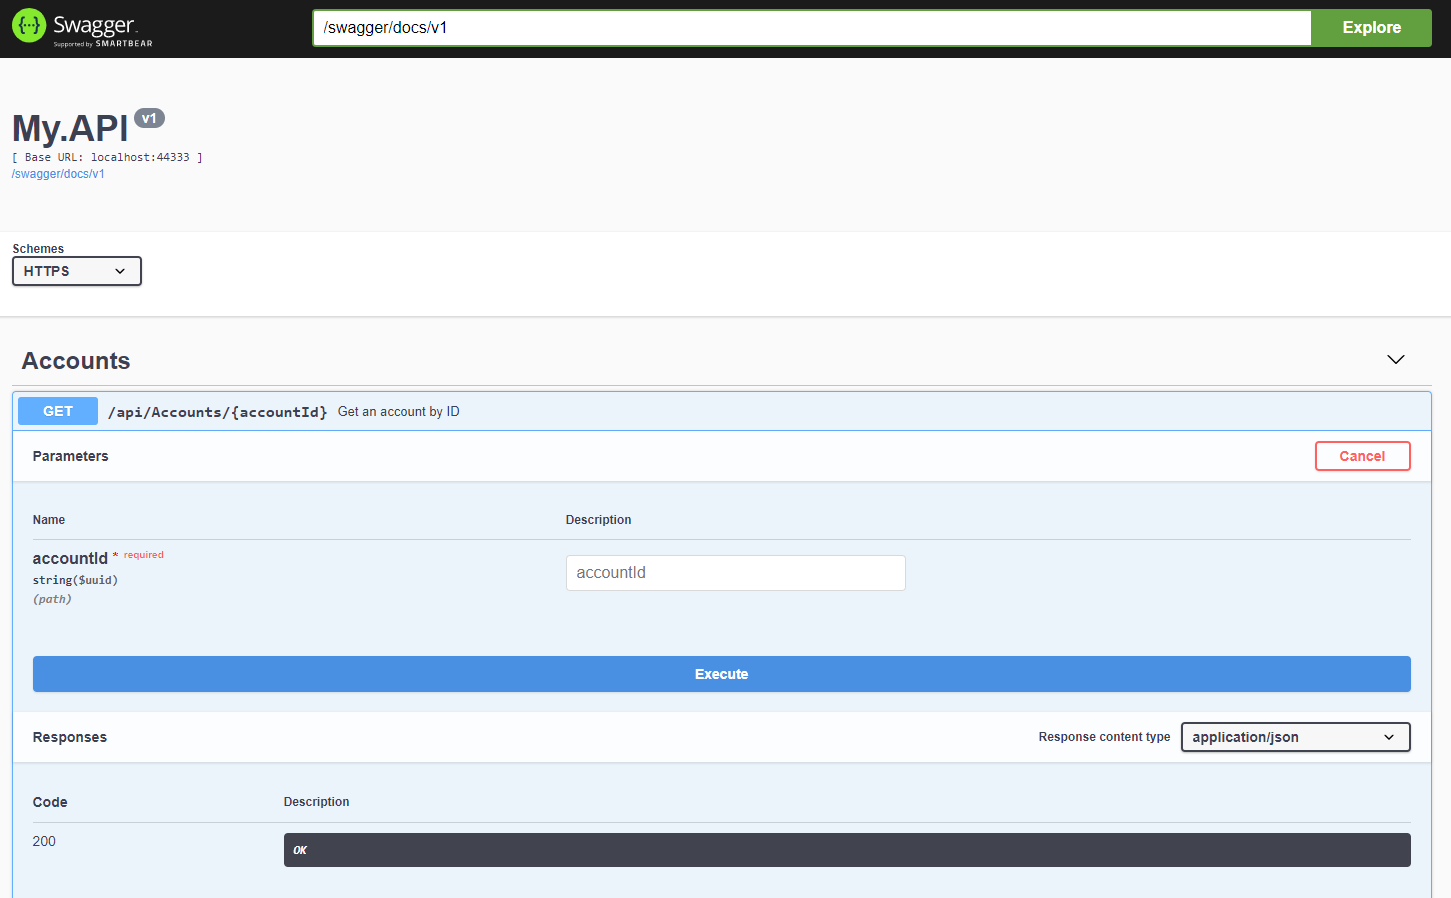 {···} Swagger.
Supported by SMARTBEAR
/swagger/docs/v1
Explore
My.API v1
[ Base URL: localhost:44333 ]
/swagger/docs/v1
Schemes
HTTPS
Accounts
GET /api/Accounts/{accountId} Get an account by ID
Parameters
Cancel
Name Description
accountId * required
string($uuid)
(path)
accountId
Execute
Responses
Response content type application/json
Code Description
200
OK